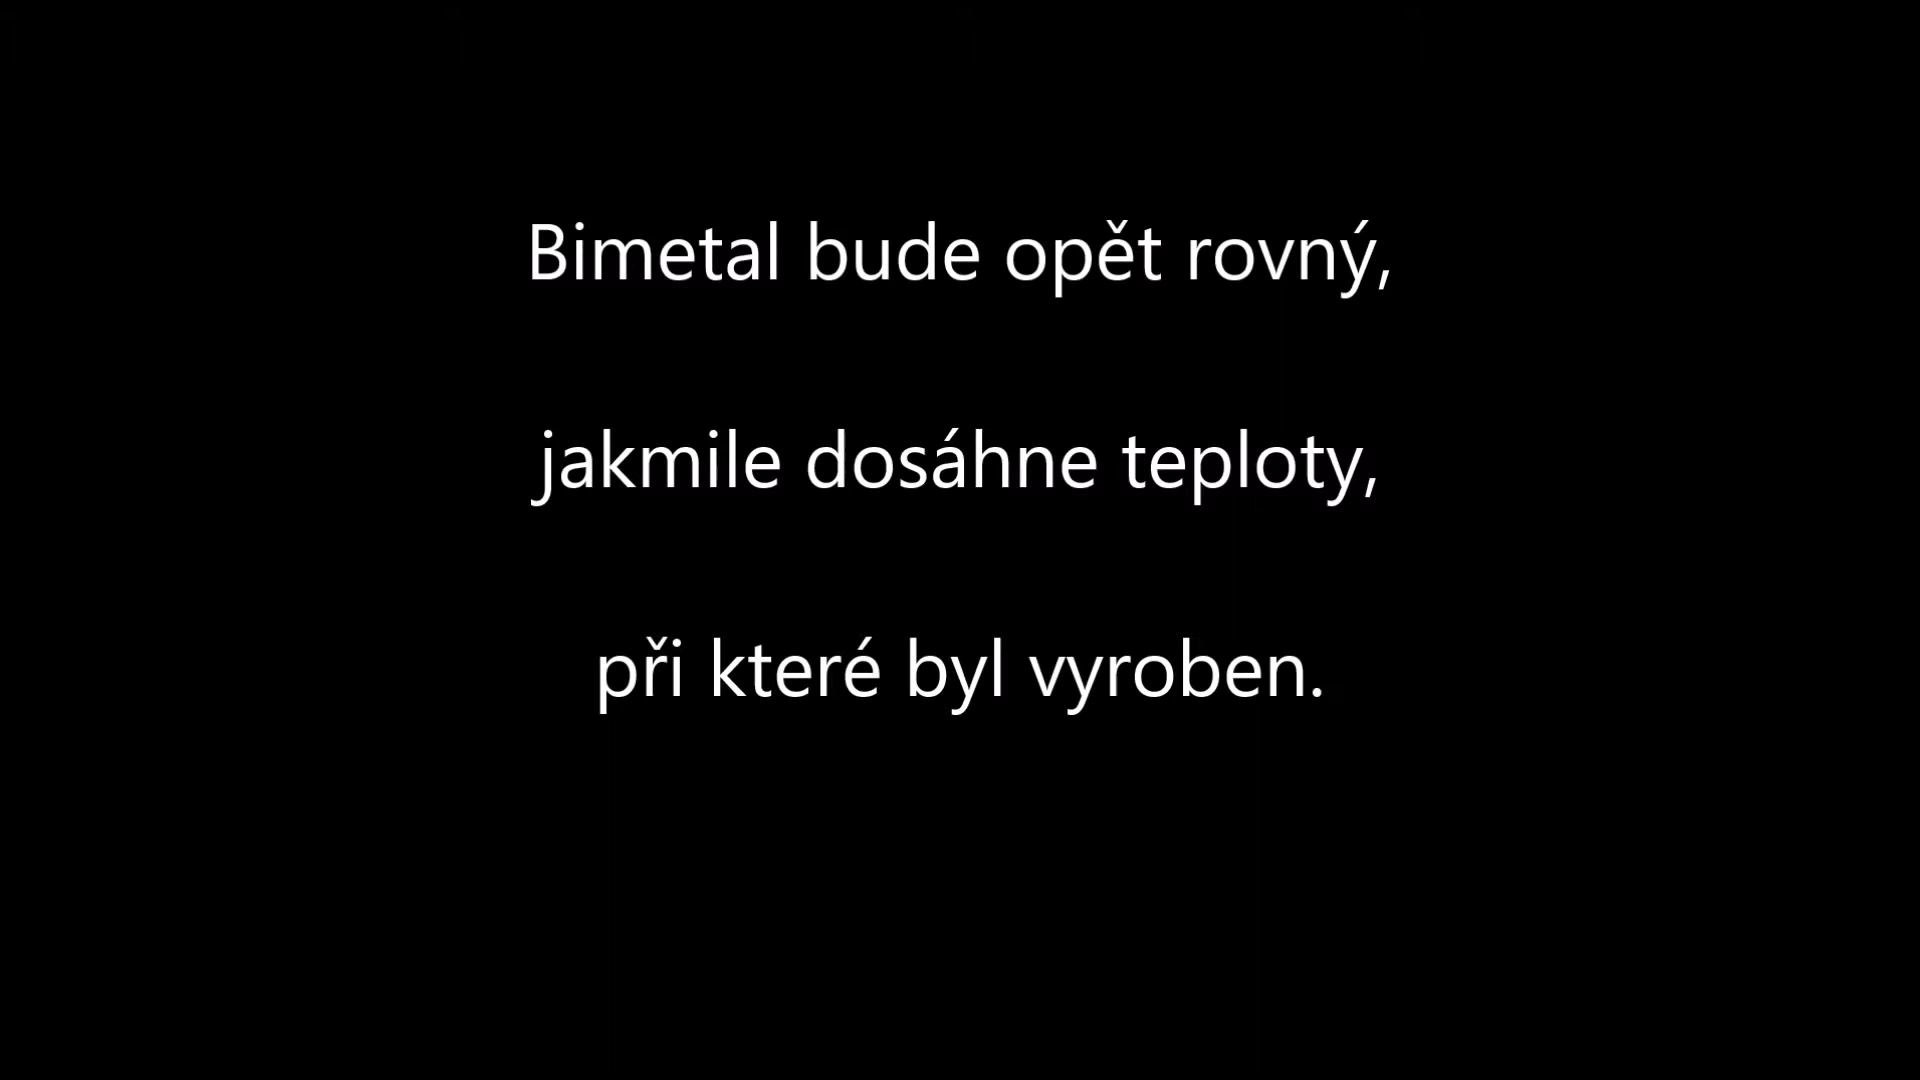 Bimetal bude opět rovný,
jakmile dosáhne teploty,
při které byl vyroben.